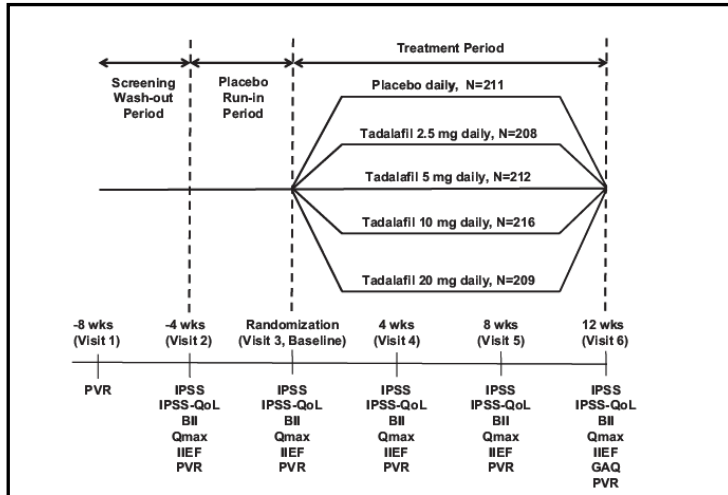 Treatment Period
Screening
Wash-out
Period
Placebo
Run-in
Period
Placebo daily, N=211
Tadalafil 2.5 mg daily, N=208
Tadalafil 5 mg daily, N=212
Tadalafil 10 mg daily, N=216
Tadalafil 20 mg daily, N=209
-8 wks
(Visit 1)
-4 wks
(Visit 2)
Randomization
(Visit 3, Baseline)
4 wks
(Visit 4)
8 wks
(Visit 5)
12 wks
(Visit 6)
PVR
IPSS
IPSS-QoL
BII
Qmax
IIEF
PVR
IPSS
IPSS-QoL
BII
Qmax
IIEF
PVR
IPSS
IPSS-QoL
BII
Qmax
IIEF
PVR
IPSS
IPSS-QoL
BII
Qmax
IIEF
PVR
IPSS
IPSS-QoL
BII
Qmax
IIEF
GAQ
PVR